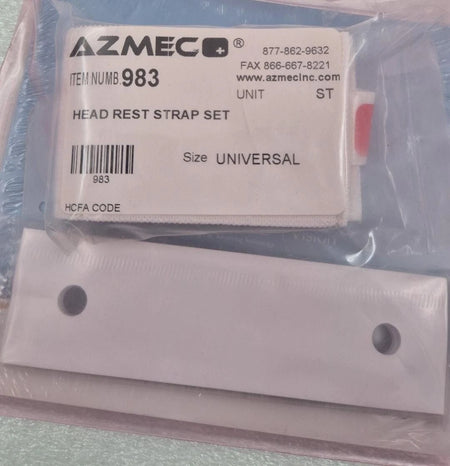 AZMEC®
877-862-9632
ITEM NUMB. 983
FAX 866-667-8221
www.azmecinc.com
UNIT ST
HEAD REST STRAP SET
Size UNIVERSAL
983
HCFA CODE